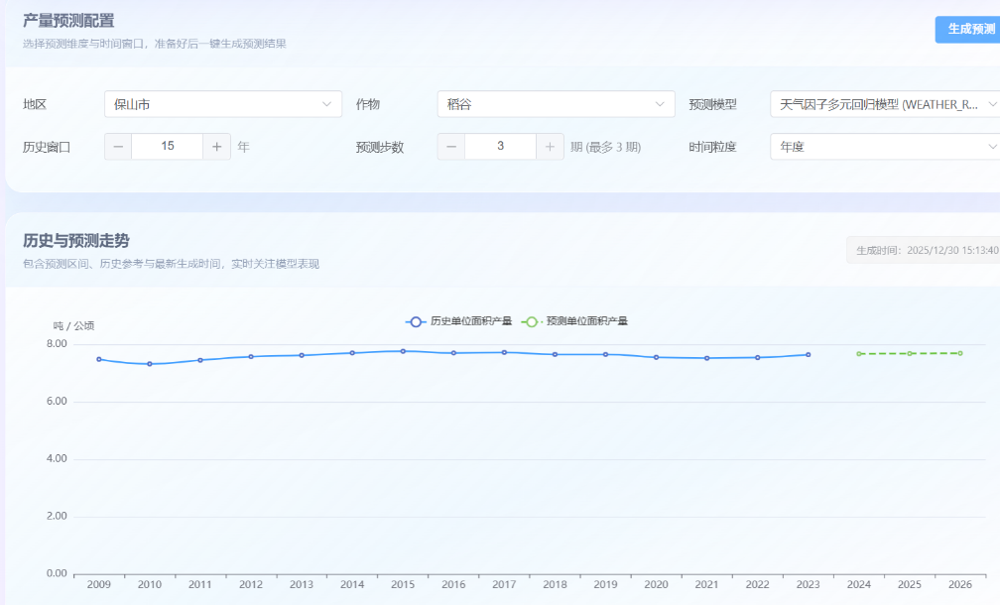 产量预测配置
生成预测
选择预测维度与时间窗口，准备好后一键生成预测结果
地区 保山市 作物 稻谷 预测模型 天气因子多元回归模型 (WEATHER_R...
历史窗口 − 15 + 年 预测步数 − 3 + 期 (最多 3 期) 时间粒度 年度
历史与预测走势
生成时间：2025/12/30 15:13:40
包含预测区间、历史参考与最新生成时间，实时关注模型表现
历史单位面积产量 预测单位面积产量
吨 / 公顷
8.00
6.00
4.00
2.00
0.00
2009 2010 2011 2012 2013 2014 2015 2016 2017 2018 2019 2020 2021 2022 2023 2024 2025 2026